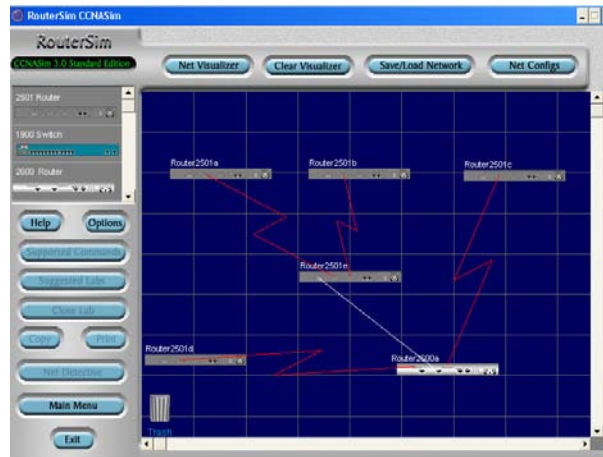 RouterSim CCNASim
RouterSim
CCNASim 3.0 Standard Edition
Net Visualizer
Clear Visualizer
Save/Load Network
Net Configs
2501 Router
1900 Switch
2600 Router
Help
Options
Supported Commands
Suggested Labs
Close Lab
Copy
Print
Net Detective
Main Menu
Exit
Router2501a
Router2501b
Router2501c
Router2501e
Router2501d
Router2600a
Trash